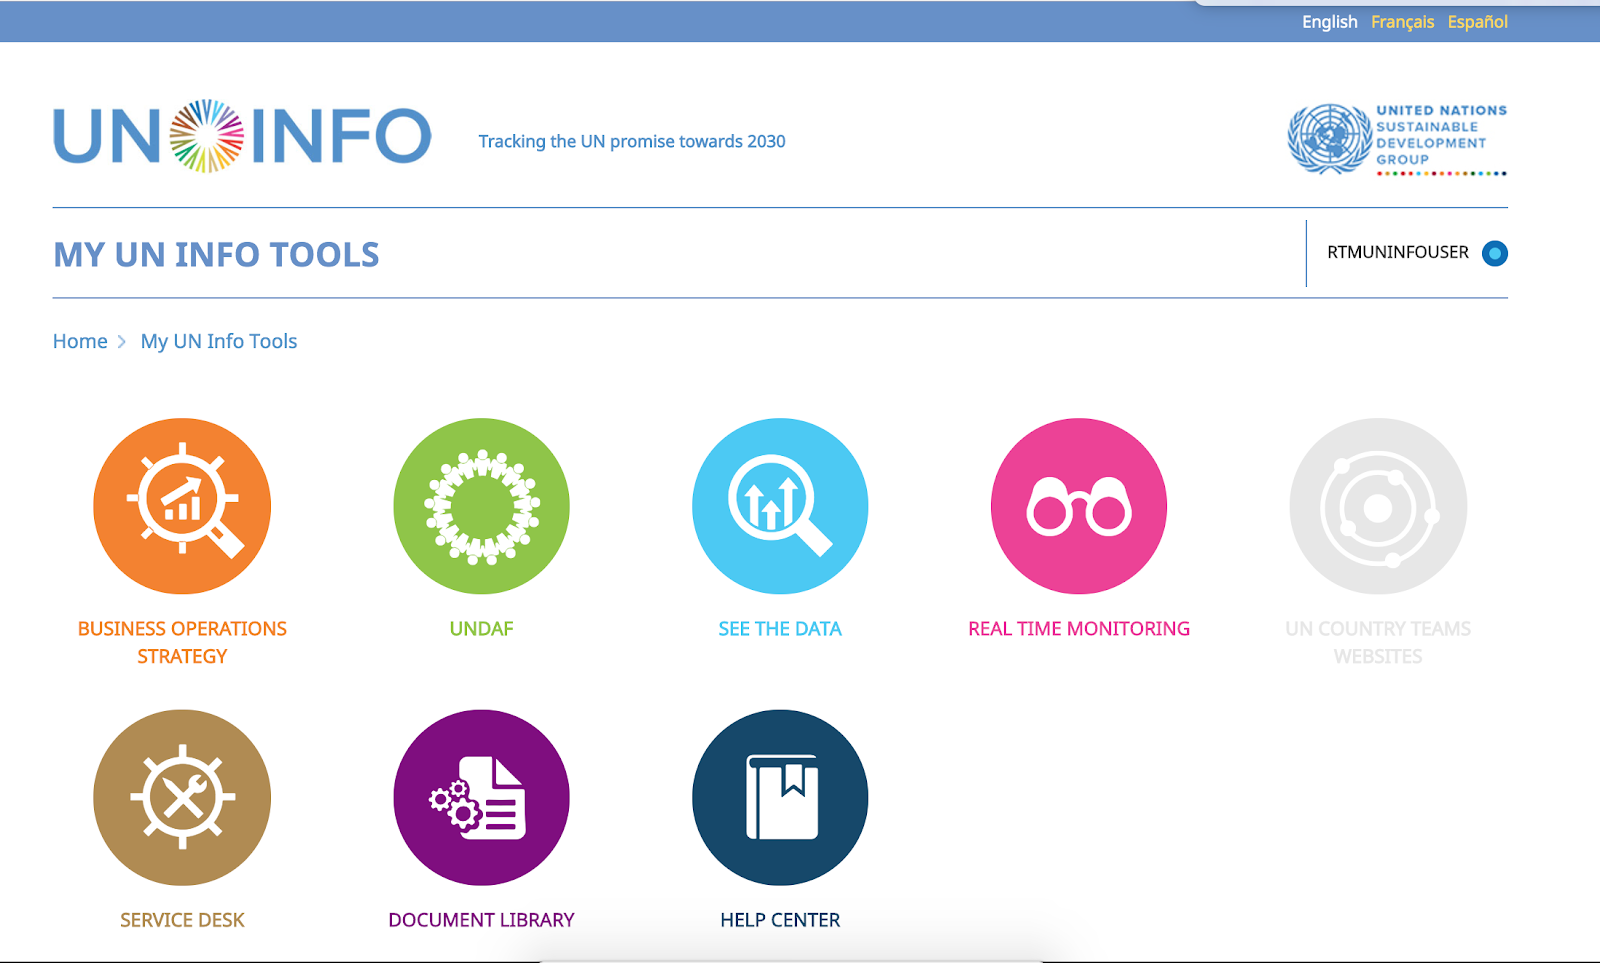 English Français Español
UN INFO
Tracking the UN promise towards 2030
UNITED NATIONS
SUSTAINABLE
DEVELOPMENT
GROUP
MY UN INFO TOOLS
RTMUNINFOUSER
Home > My UN Info Tools
BUSINESS OPERATIONS
STRATEGY
UNDAF
SEE THE DATA
REAL TIME MONITORING
UN COUNTRY TEAMS
WEBSITES
SERVICE DESK
DOCUMENT LIBRARY
HELP CENTER